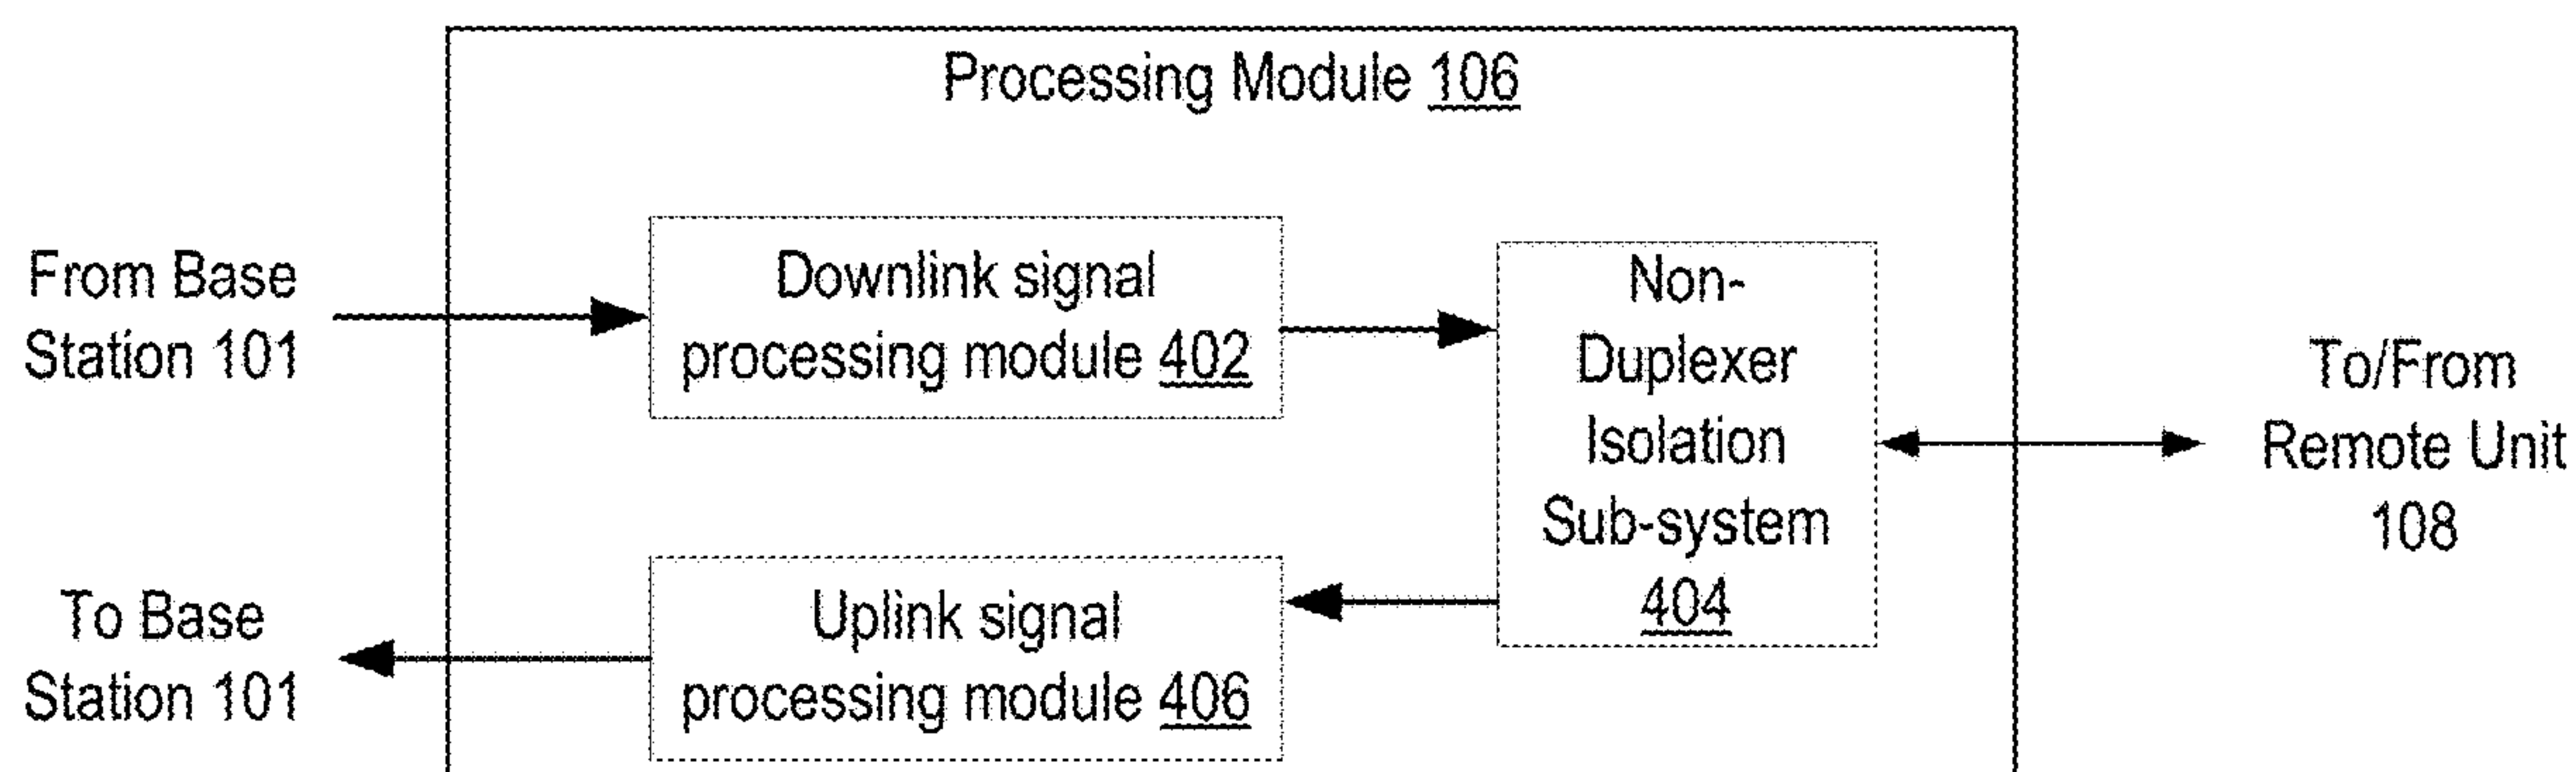 Processing Module 106
From Base
Station 101
Downlink signal
processing module 402
Non-
Duplexer
Isolation
Sub-system
404
To/From
Remote Unit
108
To Base
Station 101
Uplink signal
processing module 406